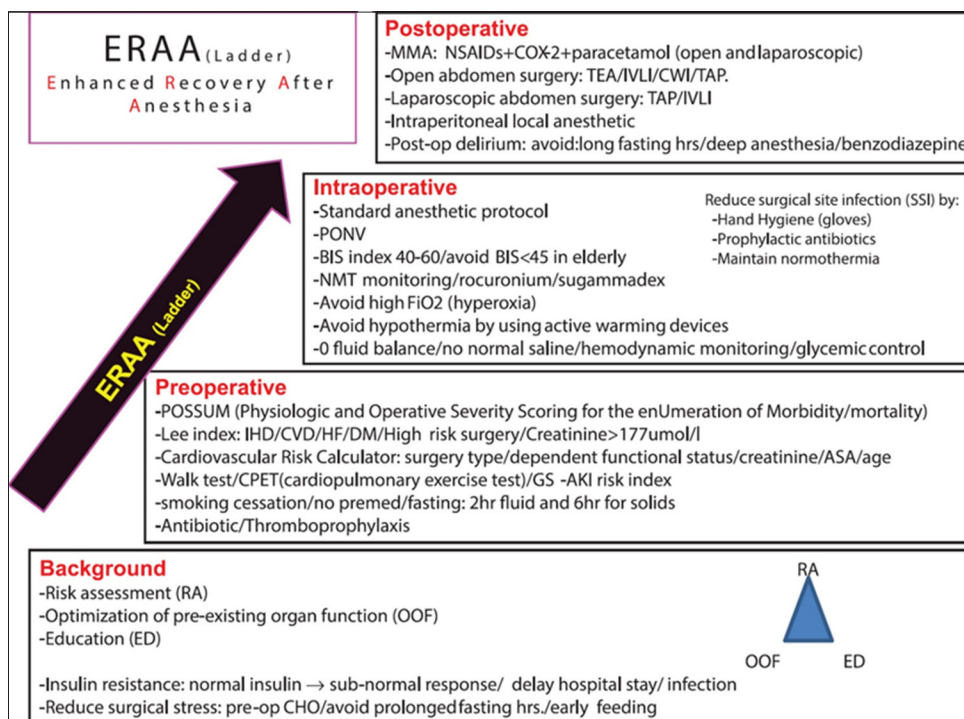 ERAA (Ladder)
Enhanced Recovery After
Anesthesia
ERAA (Ladder)
Postoperative
-MMA: NSAIDs+COX-2+paracetamol (open and laparoscopic)
-Open abdomen surgery: TEA/IVLI/CWI/TAP.
-Laparoscopic abdomen surgery: TAP/IVLI
-Intraperitoneal local anesthetic
-Post-op delirium: avoid:long fasting hrs/deep anesthesia/benzodiazepine
Intraoperative
-Standard anesthetic protocol
-PONV
-BIS index 40-60/avoid BIS<45 in elderly
-NMT monitoring/rocuronium/sugammadex
-Avoid high FiO2 (hyperoxia)
-Avoid hypothermia by using active warming devices
-0 fluid balance/no normal saline/hemodynamic monitoring/glycemic control
Reduce surgical site infection (SSI) by:
-Hand Hygiene (gloves)
-Prophylactic antibiotics
-Maintain normothermia
Preoperative
-POSSUM (Physiologic and Operative Severity Scoring for the enUmeration of Morbidity/mortality)
-Lee index: IHD/CVD/HF/DM/High risk surgery/Creatinine>177umol/l
-Cardiovascular Risk Calculator: surgery type/dependent functional status/creatinine/ASA/age
-Walk test/CPET(cardiopulmonary exercise test)/GS -AKI risk index
-smoking cessation/no premed/fasting: 2hr fluid and 6hr for solids
-Antibiotic/Thromboprophylaxis
Background
-Risk assessment (RA)
-Optimization of pre-existing organ function (OOF)
-Education (ED)
-Insulin resistance: normal insulin → sub-normal response/ delay hospital stay/ infection
-Reduce surgical stress: pre-op CHO/avoid prolonged fasting hrs./early feeding
RA
OOF ED